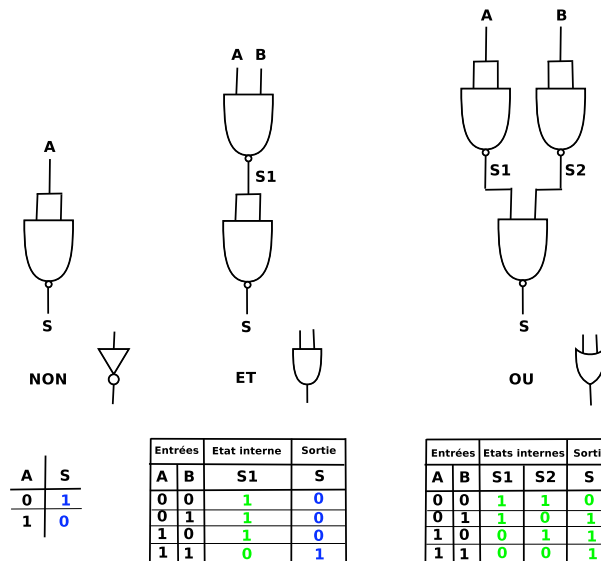 A B
A B
A
S1 S2
S1
S S S
NON ET OU
Entrées Etat interne Sortie
A B S1 S
0 0 1 0
0 1 1 0
1 0 1 0
1 1 0 1
A S
0 1
1 0
Entrées Etats internes Sorti
A B S1 S2 S
0 0 1 1 0
0 1 1 0 1
1 0 0 1 1
1 1 0 0 1